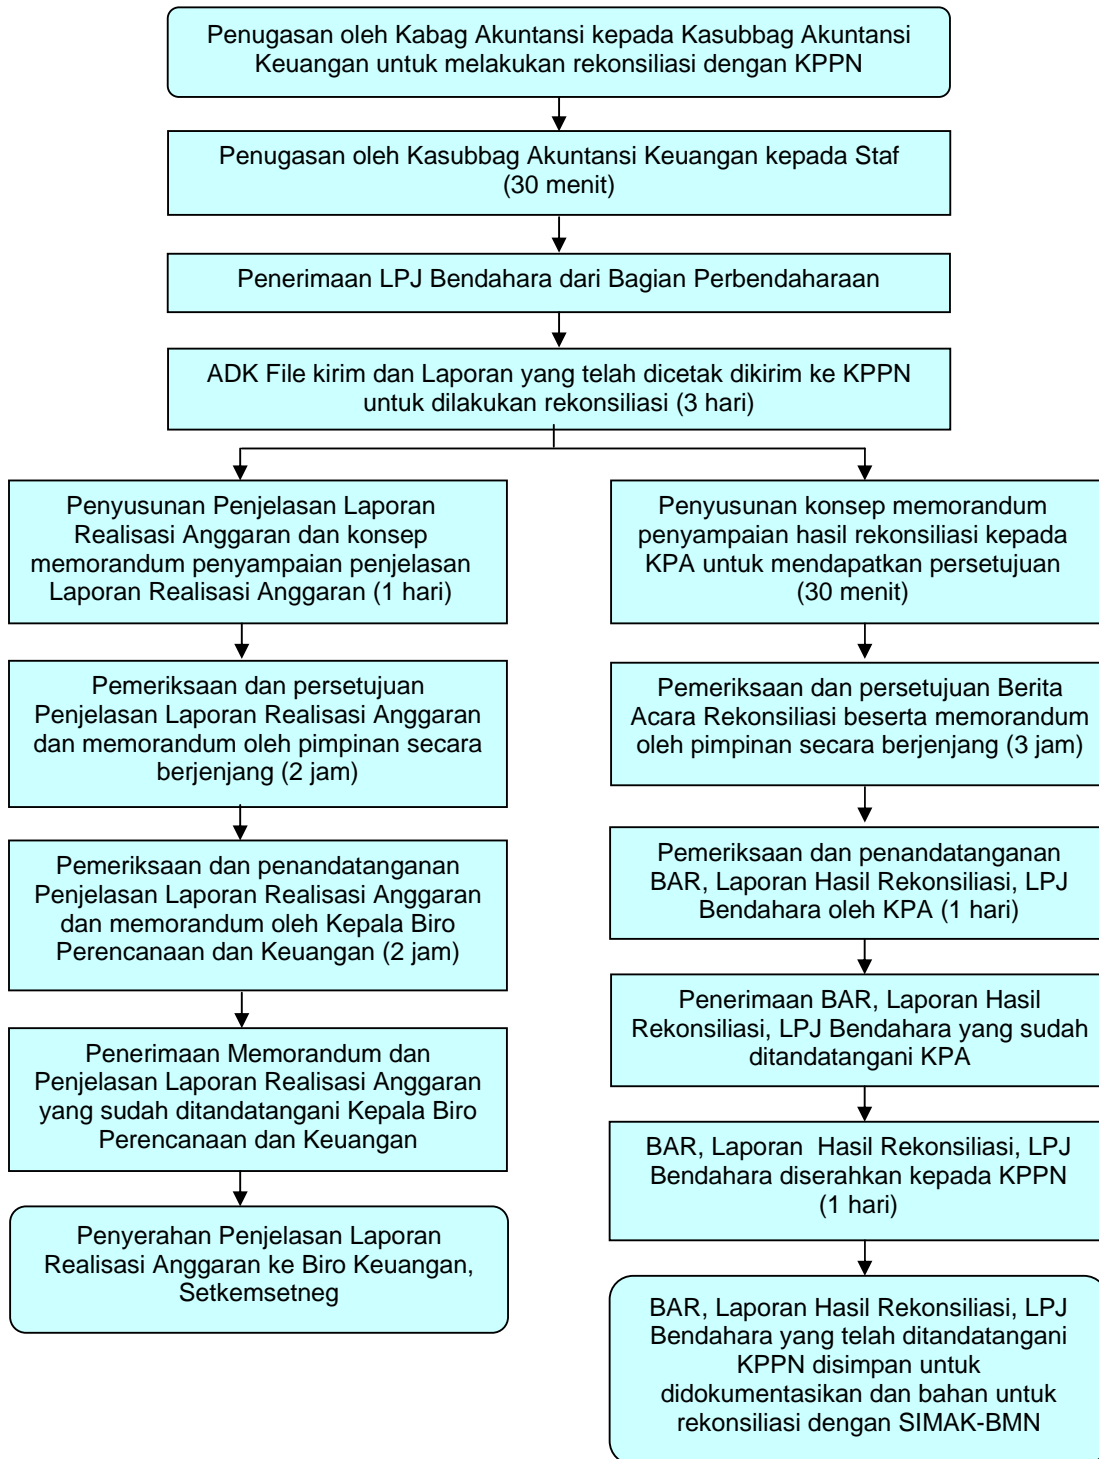 Penugasan oleh Kabag Akuntansi kepada Kasubbag Akuntansi
Keuangan untuk melakukan rekonsiliasi dengan KPPN
Penugasan oleh Kasubbag Akuntansi Keuangan kepada Staf
(30 menit)
Penerimaan LPJ Bendahara dari Bagian Perbendaharaan
ADK File kirim dan Laporan yang telah dicetak dikirim ke KPPN
untuk dilakukan rekonsiliasi (3 hari)
Penyusunan Penjelasan Laporan
Realisasi Anggaran dan konsep
memorandum penyampaian penjelasan
Laporan Realisasi Anggaran (1 hari)
Pemeriksaan dan persetujuan
Penjelasan Laporan Realisasi Anggaran
dan memorandum oleh pimpinan secara
berjenjang (2 jam)
Pemeriksaan dan penandatanganan
Penjelasan Laporan Realisasi Anggaran
dan memorandum oleh Kepala Biro
Perencanaan dan Keuangan (2 jam)
Penerimaan Memorandum dan
Penjelasan Laporan Realisasi Anggaran
yang sudah ditandatangani Kepala Biro
Perencanaan dan Keuangan
Penyerahan Penjelasan Laporan
Realisasi Anggaran ke Biro Keuangan,
Setkemsetneg
Penyusunan konsep memorandum
penyampaian hasil rekonsiliasi kepada
KPA untuk mendapatkan persetujuan
(30 menit)
Pemeriksaan dan persetujuan Berita
Acara Rekonsiliasi beserta memorandum
oleh pimpinan secara berjenjang (3 jam)
Pemeriksaan dan penandatanganan
BAR, Laporan Hasil Rekonsiliasi, LPJ
Bendahara oleh KPA (1 hari)
Penerimaan BAR, Laporan Hasil
Rekonsiliasi, LPJ Bendahara yang sudah
ditandatangani KPA
BAR, Laporan Hasil Rekonsiliasi, LPJ
Bendahara diserahkan kepada KPPN
(1 hari)
BAR, Laporan Hasil Rekonsiliasi, LPJ
Bendahara yang telah ditandatangani
KPPN disimpan untuk
didokumentasikan dan bahan untuk
rekonsiliasi dengan SIMAK-BMN